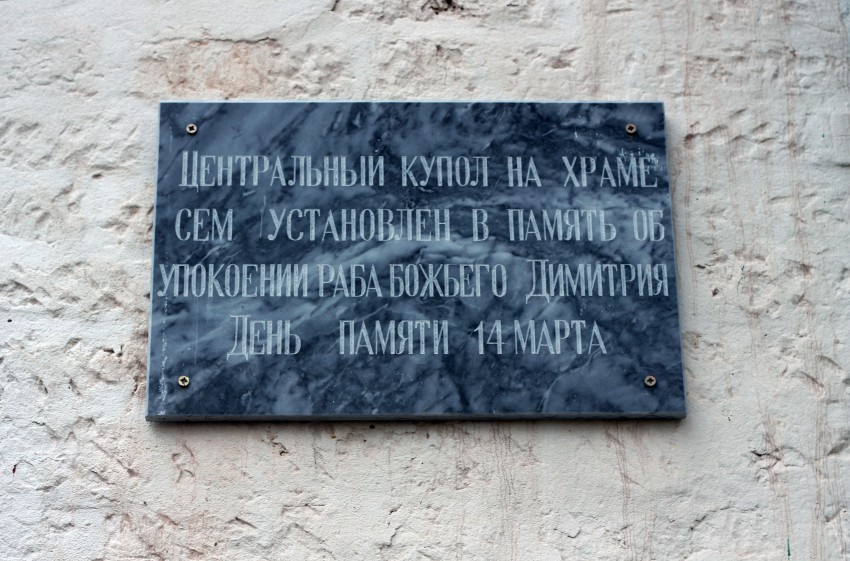 Центральный купол на храме
сем установлен в память об
упокоении раба Божьего Димитрия
День памяти 14 марта